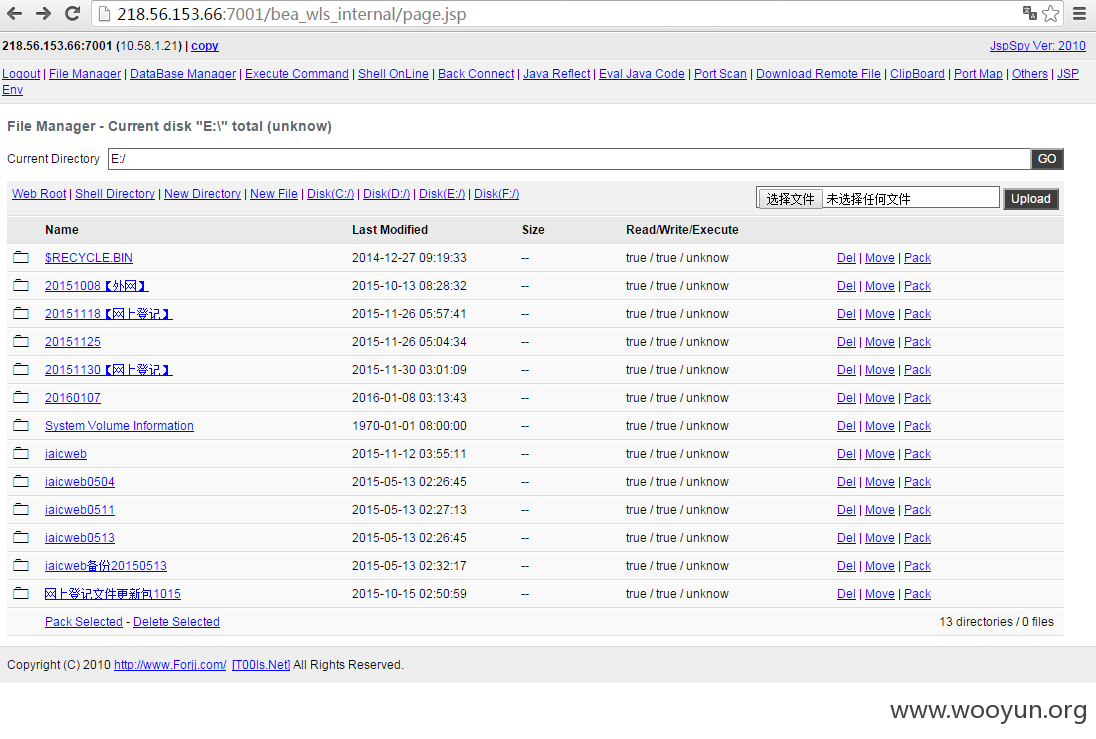 218.56.153.66:7001/bea_wls_internal/page.jsp
218.56.153.66:7001 (10.58.1.21) | copy JspSpy Ver: 2010
Logout | File Manager | DataBase Manager | Execute Command | Shell OnLine | Back Connect | Java Reflect | Eval Java Code | Port Scan | Download Remote File | ClipBoard | Port Map | Others | JSP
Env
File Manager - Current disk "E:\" total (unknow)
Current Directory E:/ GO
Web Root | Shell Directory | New Directory | New File | Disk(C:/) | Disk(D:/) | Disk(E:/) | Disk(F:/) 选择文件 未选择任何文件 Upload
Name Last Modified Size Read/Write/Execute
$RECYCLE.BIN 2014-12-27 09:19:33 -- true / true / unknow Del | Move | Pack
20151008【外网】 2015-10-13 08:28:32 -- true / true / unknow Del | Move | Pack
20151118【网上登记】 2015-11-26 05:57:41 -- true / true / unknow Del | Move | Pack
20151125 2015-11-26 05:04:34 -- true / true / unknow Del | Move | Pack
20151130【网上登记】 2015-11-30 03:01:09 -- true / true / unknow Del | Move | Pack
20160107 2016-01-08 03:13:43 -- true / true / unknow Del | Move | Pack
System Volume Information 1970-01-01 08:00:00 -- true / true / unknow Del | Move | Pack
iaicweb 2015-11-12 03:55:11 -- true / true / unknow Del | Move | Pack
iaicweb0504 2015-05-13 02:26:45 -- true / true / unknow Del | Move | Pack
iaicweb0511 2015-05-13 02:27:13 -- true / true / unknow Del | Move | Pack
iaicweb0513 2015-05-13 02:26:45 -- true / true / unknow Del | Move | Pack
iaicweb备份20150513 2015-05-13 02:32:17 -- true / true / unknow Del | Move | Pack
网上登记文件更新包1015 2015-10-15 02:50:59 -- true / true / unknow Del | Move | Pack
Pack Selected - Delete Selected 13 directories / 0 files
Copyright (C) 2010 http://www.Forjj.com/ [T00ls.Net] All Rights Reserved.
www.wooyun.org